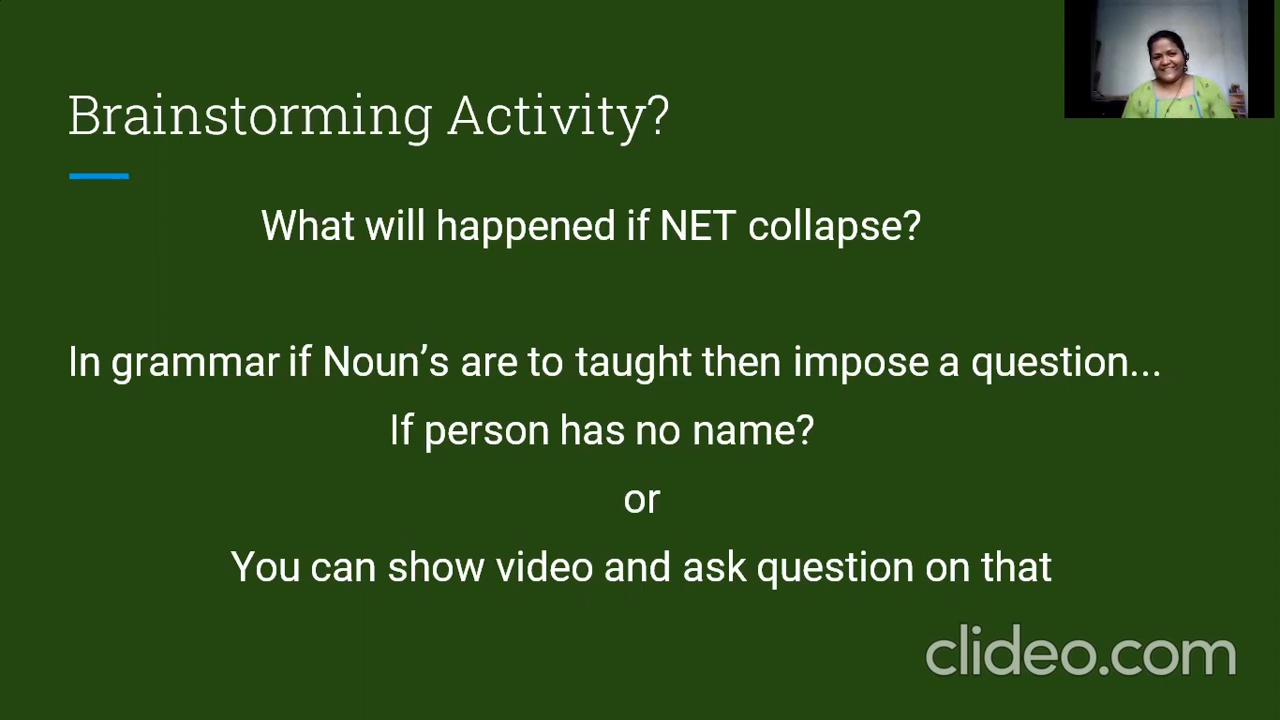 Brainstorming Activity?
What will happened if NET collapse?
In grammar if Noun’s are to taught then impose a question...
If person has no name?
or
You can show video and ask question on that
clideo.com